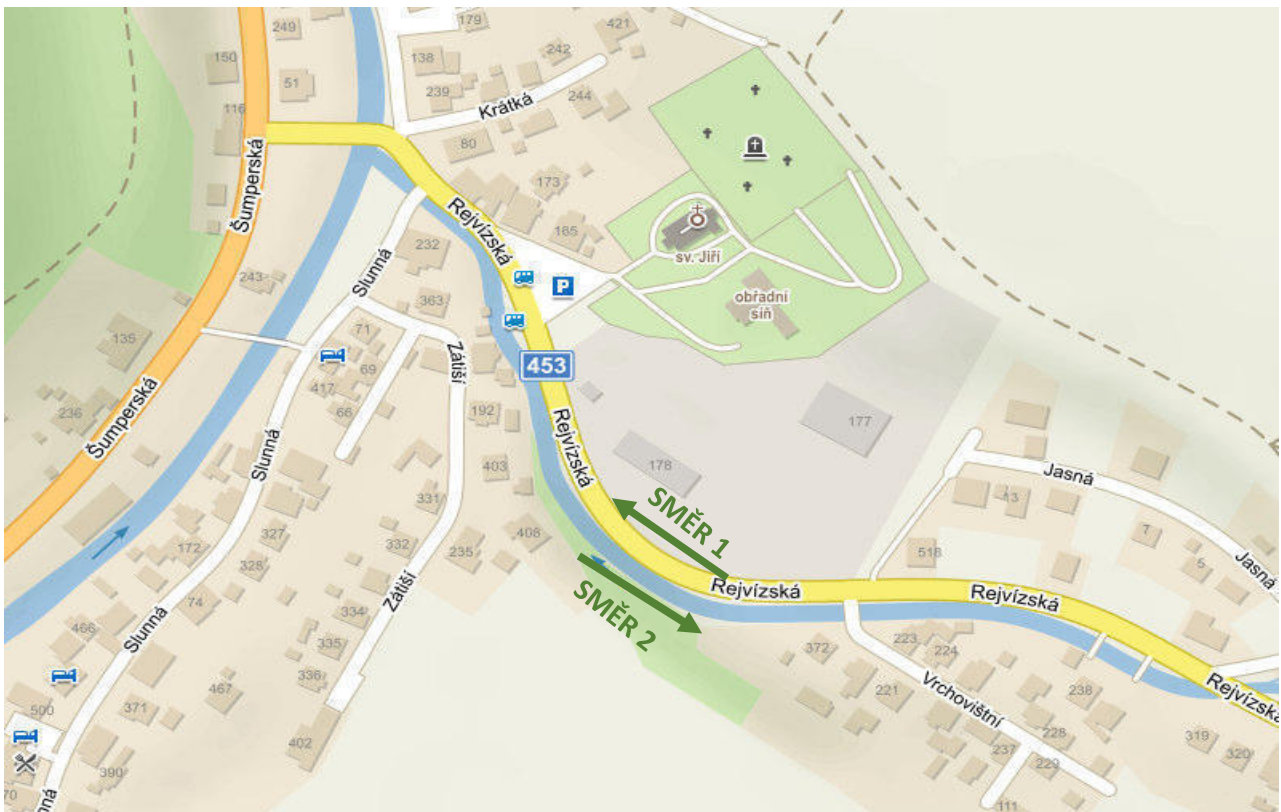 179
421
249
150
138
242
51
239
244
116
Krátká
80
Šumperská
173
Rejvízská
165
232
sv. Jiří
Slunná
obřadní
síň
243
363
P
71
135
Zátiší
453
417
69
236
66
192
Šumperská
Rejvízská
177
Slunná
403
178
Jasná
331
13
SMĚR 1
327
408
172
332
235
7
328
518
5
Jasná
Rejvízská
Rejvízská
74
Zátiší
SMĚR 2
334
466
Slunná
335
372
223
224
336
Rejvízská
467
221
Vrchovištní
238
500
371
402
228
319
237
320
390
229
70
nná
111